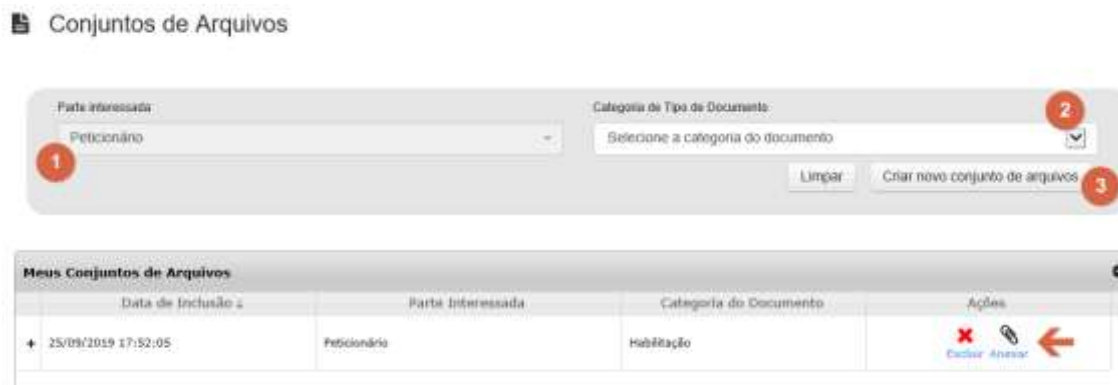 Conjuntos de Arquivos
Parte interessada
Categoria de Tipo de Documento
2
Peticionário
Selecione a categoria do documento
1
Limpar
Criar novo conjunto de arquivos
3
Meus Conjuntos de Arquivos
Data de Inclusão
Parte Interessada
Categoria do Documento
Ações
+ 25/09/2019 17:52:05
Peticionário
Habilitação
Excluir Anexar